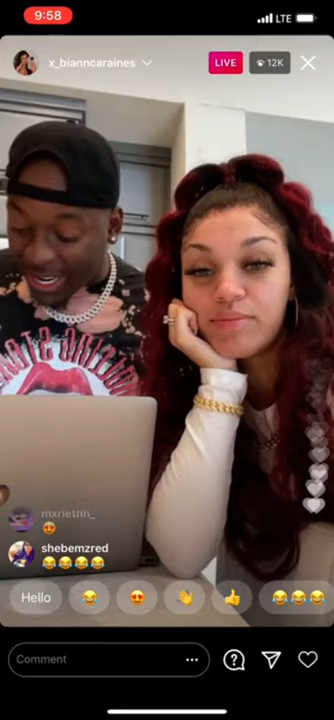 9:58
LTE
x_bianncaraines
LIVE
12K
mxriethh_
shebemzred
Hello
Comment